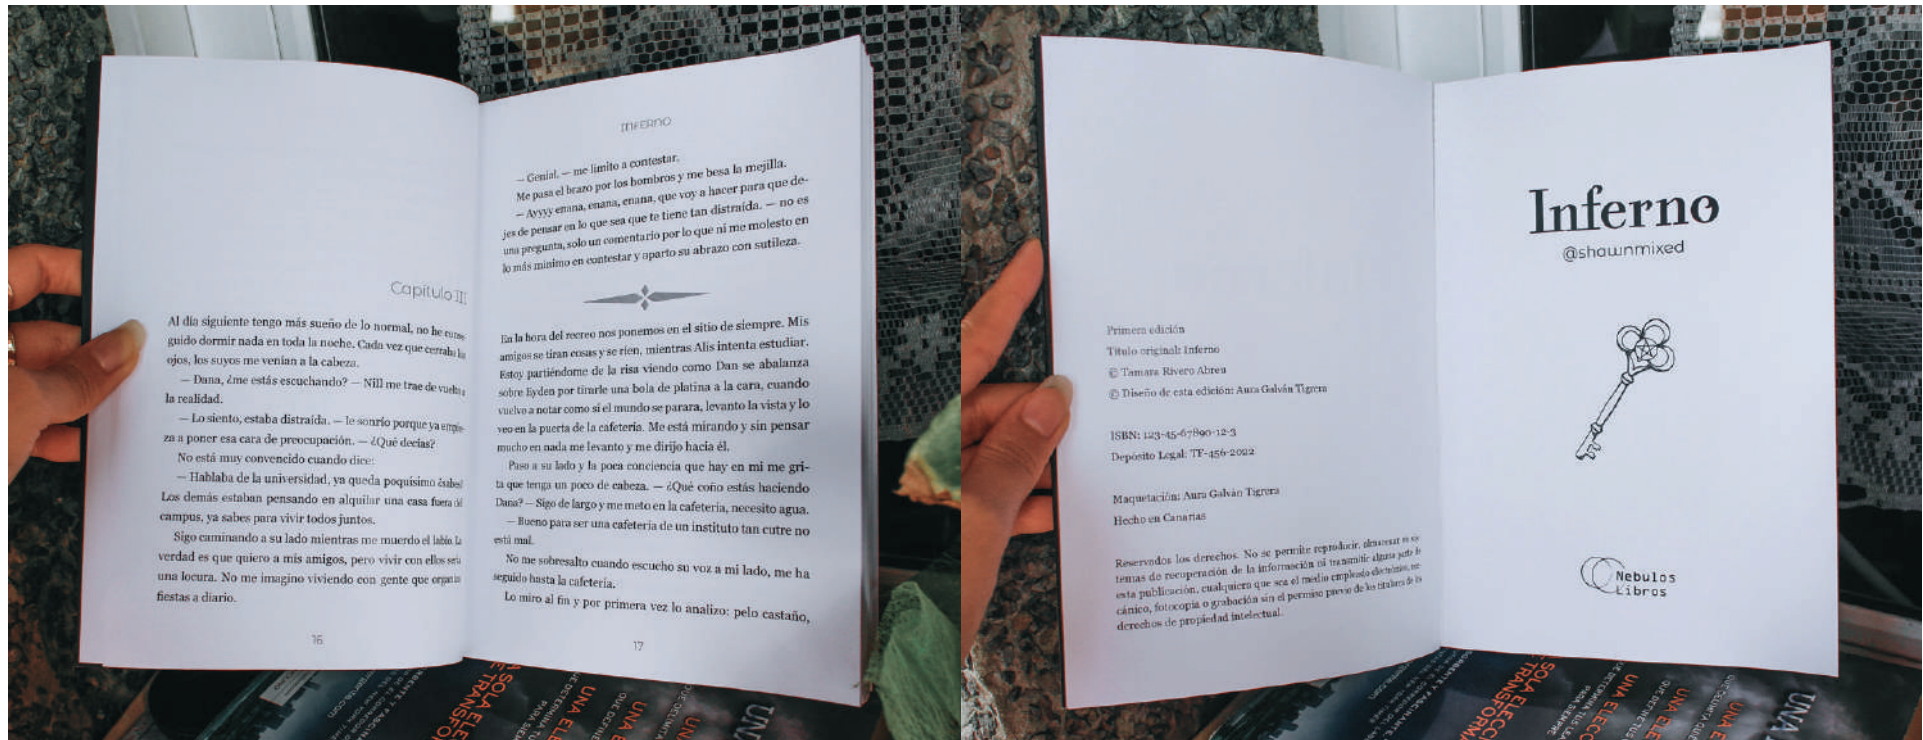 Capítulo III
Al día siguiente tengo más sueño de lo normal, no he conse-
guido dormir nada en toda la noche. Cada vez que cerraba los
ojos, los suyos me venían a la cabeza.
— Dana, ¿me estás escuchando? — Nill me trae de vuelta a
la realidad.
— Lo siento, estaba distraída. — le sonrío porque ya empie-
za a poner esa cara de preocupación. — ¿Qué decías?
No está muy convencido cuando dice:
— Hablaba de la universidad, ya queda poquísimo ¿sabes?
Los demás estaban pensando en alquilar una casa fuera del
campus, ya sabes para vivir todos juntos.
Sigo caminando a su lado mientras me muerdo el labio. La
verdad es que quiero a mis amigos, pero vivir con ellos sería
una locura. No me imagino viviendo con gente que organiza
fiestas a diario.
16
INFERNO
— Genial. — me limito a contestar.
Me pasa el brazo por los hombros y me besa la mejilla.
— Ayyyy enana, enana, enana, que voy a hacer para que de-
jes de pensar en lo que sea que te tiene tan distraída. — no es
una pregunta, solo un comentario por lo que ni me molesto en
lo más mínimo en contestar y aparto su abrazo con sutileza.
En la hora del recreo nos ponemos en el sitio de siempre. Mis
amigos se tiran cosas y se ríen, mientras Alis intenta estudiar.
Estoy partiéndome de la risa viendo como Dan se abalanza
sobre Eyden por tirarle una bola de platina a la cara, cuando
vuelvo a notar como si el mundo se parara, levanto la vista y lo
veo en la puerta de la cafetería. Me está mirando y sin pensar
mucho en nada me levanto y me dirijo hacia él.
Paso a su lado y la poca conciencia que hay en mi me gri-
ta que tenga un poco de cabeza. — ¿Qué coño estás haciendo
Dana? — Sigo de largo y me meto en la cafetería, necesito agua.
— Bueno para ser una cafetería de un instituto tan cutre no
está mal.
No me sobresalto cuando escucho su voz a mi lado, me ha
seguido hasta la cafetería.
Lo miro al fin y por primera vez lo analizo: pelo castaño,
17
SOLA ELE
TRANSFO
UNA ELE
UNA
Primera edición
Título original: Inferno
© Tamara Rivero Abreu
© Diseño de esta edición: Aura Galván Tigrera
ISBN: 123-45-67890-12-3
Depósito Legal: TF-456-2022
Maquetación: Aura Galván Tigrera
Hecho en Canarias
Reservados los derechos. No se permite reproducir, almacenar en sis-
temas de recuperación de la información ni transmitir alguna parte de
esta publicación, cualquiera que sea el medio empleado electrónico, me-
cánico, fotocopia o grabación sin el permiso previo de los titulares de los
derechos de propiedad intelectual.
Inferno
@shawnmixed
Nebulos
Libros
SOLA ELECCI
TRANSFORMA
UNA ELECC
UNA EL
UNA